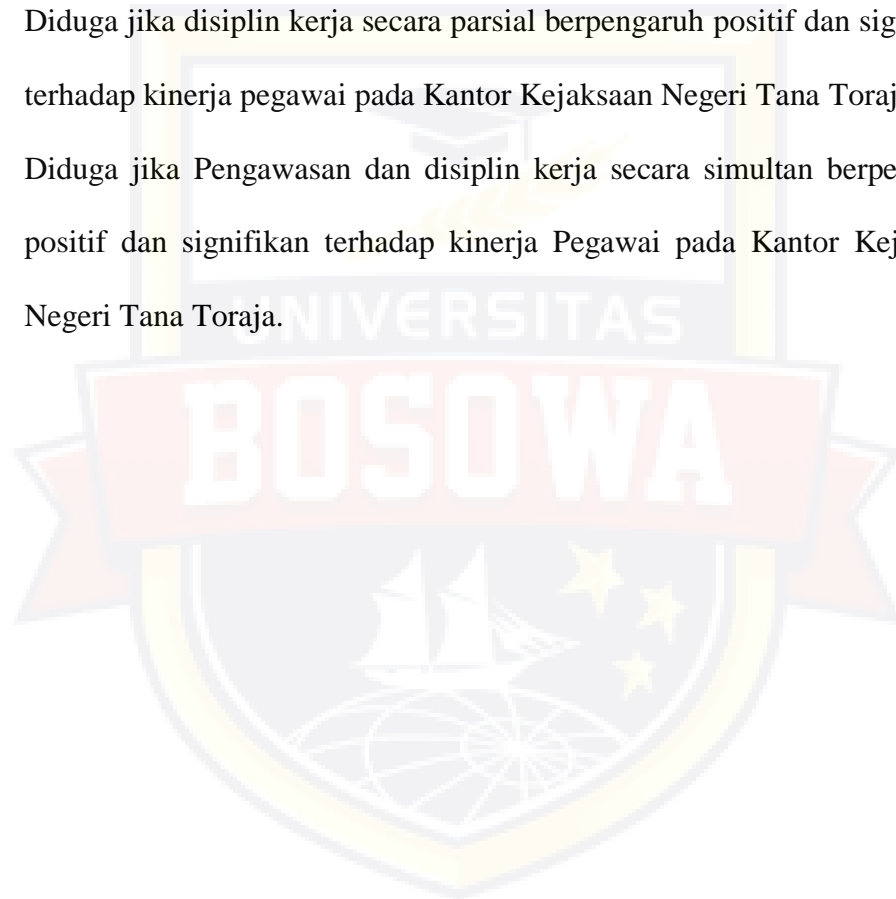 Diduga jika disiplin kerja secara parsial berpengaruh positif dan sig
terhadap kinerja pegawai pada Kantor Kejaksaan Negeri Tana Toraj
Diduga jika Pengawasan dan disiplin kerja secara simultan berpe
positif dan signifikan terhadap kinerja Pegawai pada Kantor Kej
Negeri Tana Toraja.
UNIVERSITAS
BOSOWA